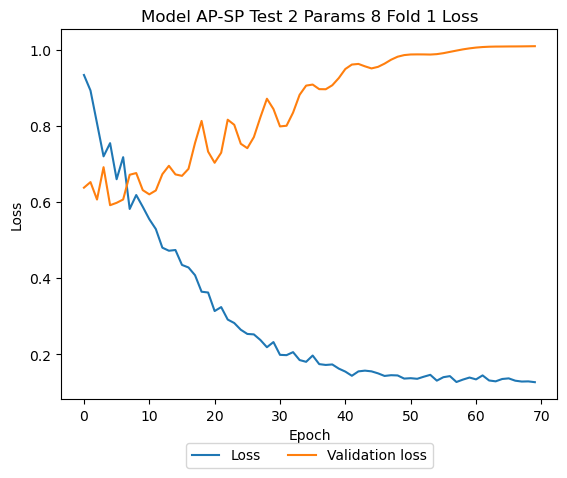 Model AP-SP Test 2 Params 8 Fold 1 Loss
1.0
0.8
0.6
0.4
0.2
Loss
0 10 20 30 40 50 60 70
Epoch
Loss Validation loss